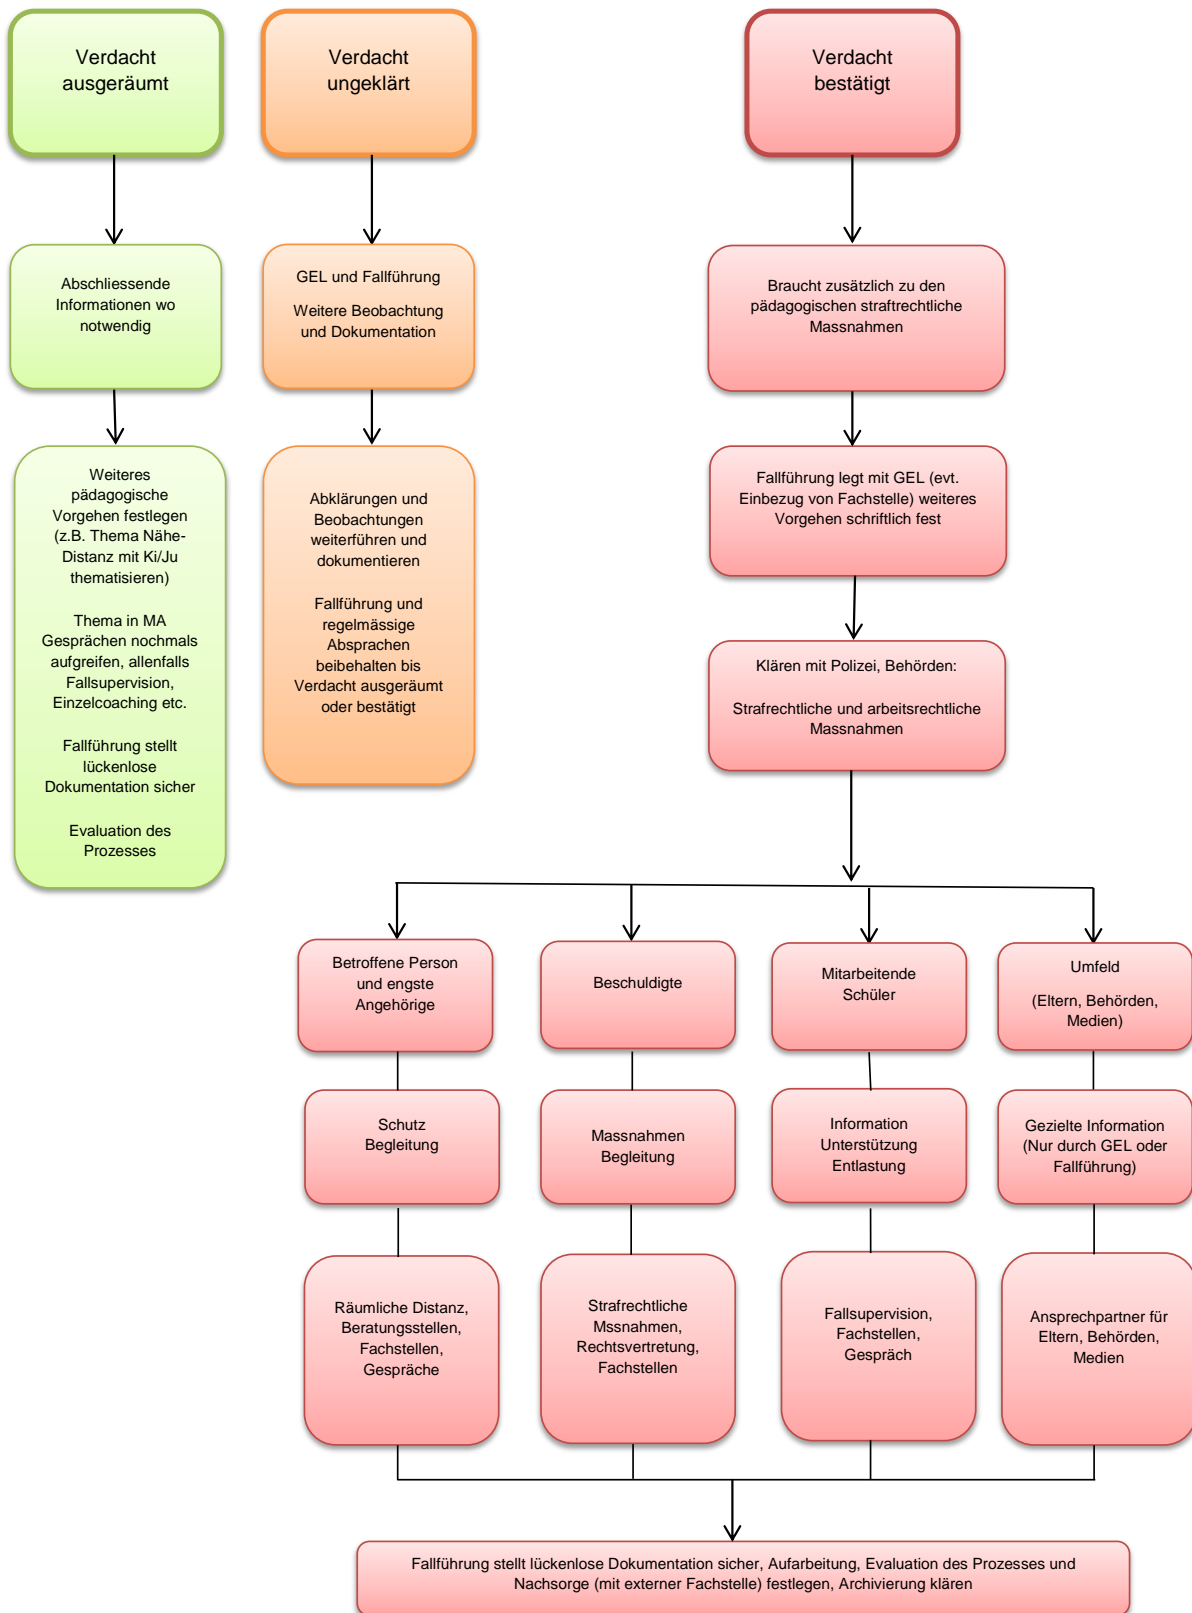 Verdacht
ausgeräumt
Abschliessende
Informationen wo
notwendig
Weiteres
pädagogische
Vorgehen festlegen
(z.B. Thema Nähe-
Distanz mit Ki/Ju
thematisieren)
Thema in MA
Gesprächen nochmals
aufgreifen, allenfalls
Fallsupervision,
Einzelcoaching etc.
Fallführung stellt
lückenlose
Dokumentation sicher
Evaluation des
Prozesses
Verdacht
ungeklärt
GEL und Fallführung
Weitere Beobachtung
und Dokumentation
Abklärungen und
Beobachtungen
weiterführen und
dokumentieren
Fallführung und
regelmässige
Absprachen
beibehalten bis
Verdacht ausgeräumt
oder bestätigt
Verdacht
bestätigt
Braucht zusätzlich zu den
pädagogischen straftrechtliche
Massnahmen
Fallführung legt mit GEL (evt.
Einbezug von Fachstelle) weiteres
Vorgehen schriftlich fest
Klären mit Polizei, Behörden:
Strafrechtliche und arbeitsrechtliche
Massnahmen
Betroffene Person
und engste
Angehörige
Schutz
Begleitung
Räumliche Distanz,
Beratungsstellen,
Fachstellen,
Gespräche
Beschuldigte
Massnahmen
Begleitung
Strafrechtliche
Mssnahmen,
Rechtsvertretung,
Fachstellen
Mitarbeitende
Schüler
Information
Unterstützung
Entlastung
Fallsupervision,
Fachstellen,
Gespräch
Umfeld
(Eltern, Behörden,
Medien)
Gezielte Information
(Nur durch GEL oder
Fallführung)
Ansprechpartner für
Eltern, Behörden,
Medien
Fallführung stellt lückenlose Dokumentation sicher, Aufarbeitung, Evaluation des Prozesses und
Nachsorge (mit externer Fachstelle) festlegen, Archivierung klären